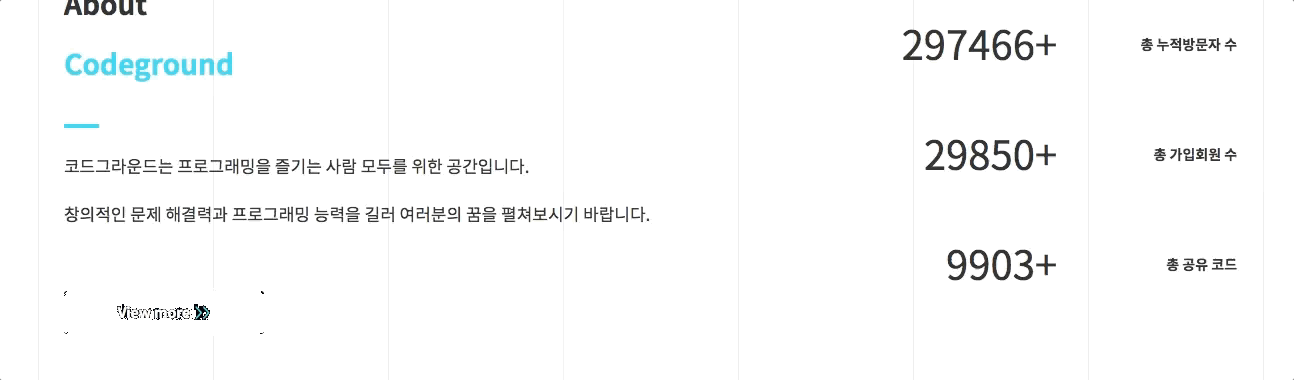 About
Codeground
코드그라운드는 프로그래밍을 즐기는 사람 모두를 위한 공간입니다.
창의적인 문제 해결력과 프로그래밍 능력을 길러 여러분의 꿈을 펼쳐보시기 바랍니다.
View more »
297466+ 총 누적방문자 수
29850+ 총 가입회원 수
9903+ 총 공유 코드